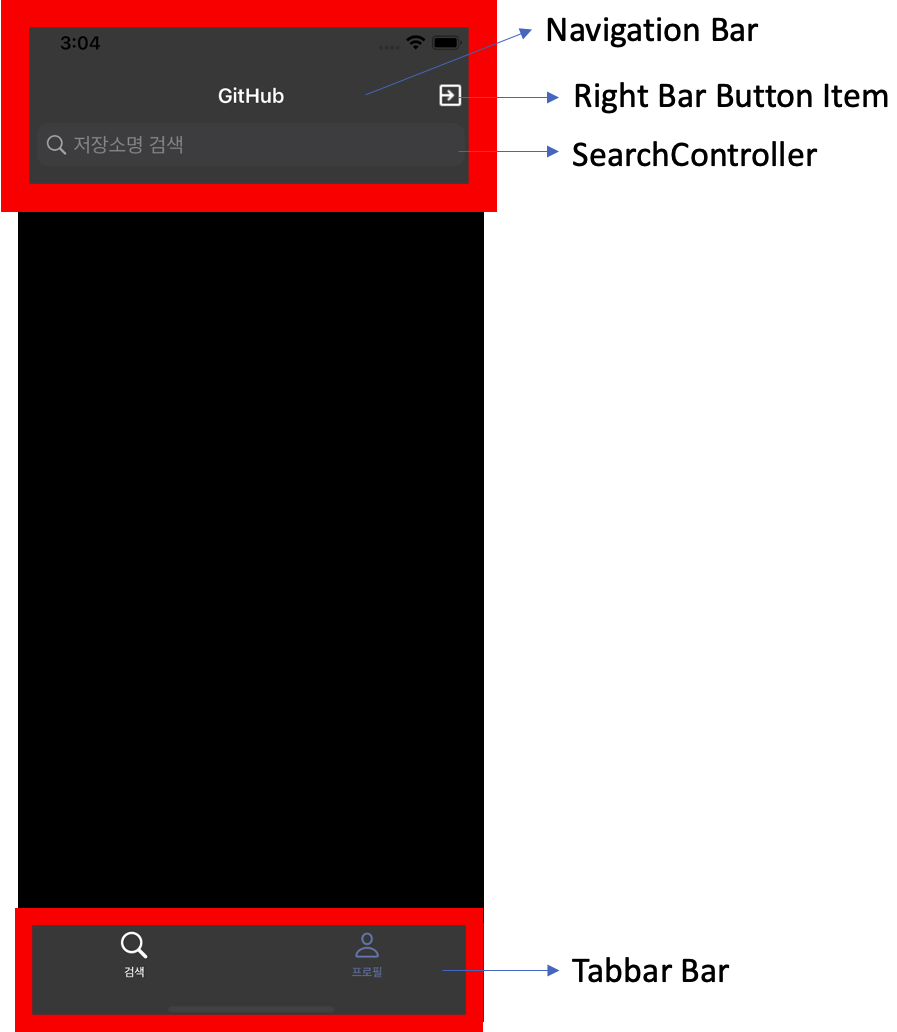 3:04
Navigation Bar
GitHub
Right Bar Button Item
저장소명 검색
SearchController
검색
프로필
Tabbar Bar